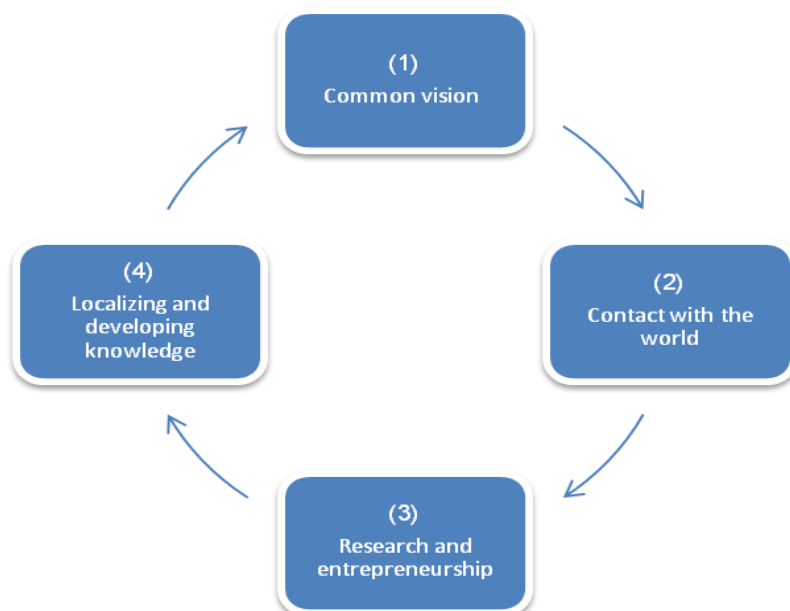 (1)
Common vision
(2)
Contact with the
world
(3)
Research and
entrepreneurship
(4)
Localizing and
developing
knowledge